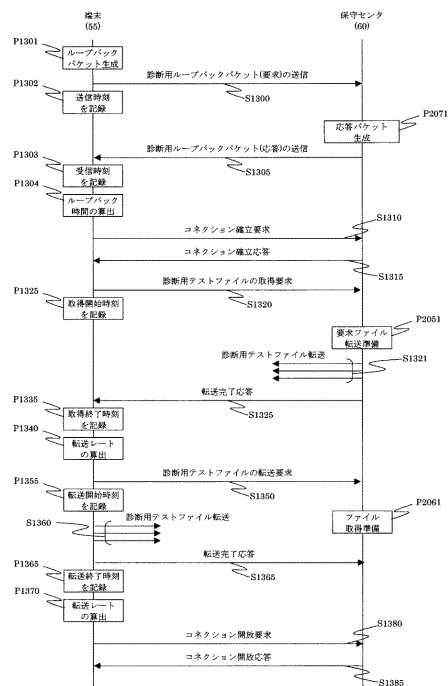 端末
(55)
保守センタ
(60)
P1301
ループバック
パケット生成
P1302
診断用ループバックパケット(要求)の送信
S1300
送信時刻
を記録
P2071
応答パケット
生成
診断用ループバックパケット(応答)の送信
S1305
P1303
受信時刻
を記録
P1304
ループバック
時間の算出
S1310
コネクション確立要求
コネクション確立応答
S1315
診断用テストファイルの取得要求
S1320
P1325
取得開始時刻
を記録
P2051
要求ファイル
転送準備
診断用テストファイル転送
S1321
転送完了応答
S1325
P1335
取得終了時刻
を記録
P1340
転送レート
の算出
診断用テストファイルの転送要求
S1350
P1355
転送開始時刻
を記録
P2061
ファイル
取得準備
S1360
診断用テストファイル転送
転送完了応答
S1365
P1365
転送終了時刻
を記録
P1370
転送レート
の算出
S1380
コネクション開放要求
コネクション開放応答
S1385